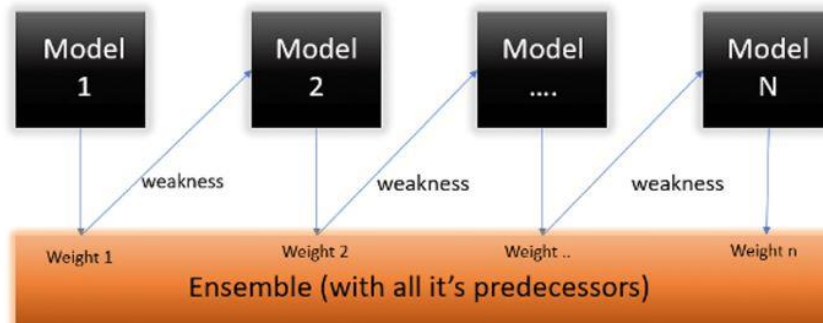 Model
1
Model
2
Model
....
Model
N
weakness
weakness
weakness
Weight 1
Weight 2
Weight ..
Weight n
Ensemble (with all it's predecessors)